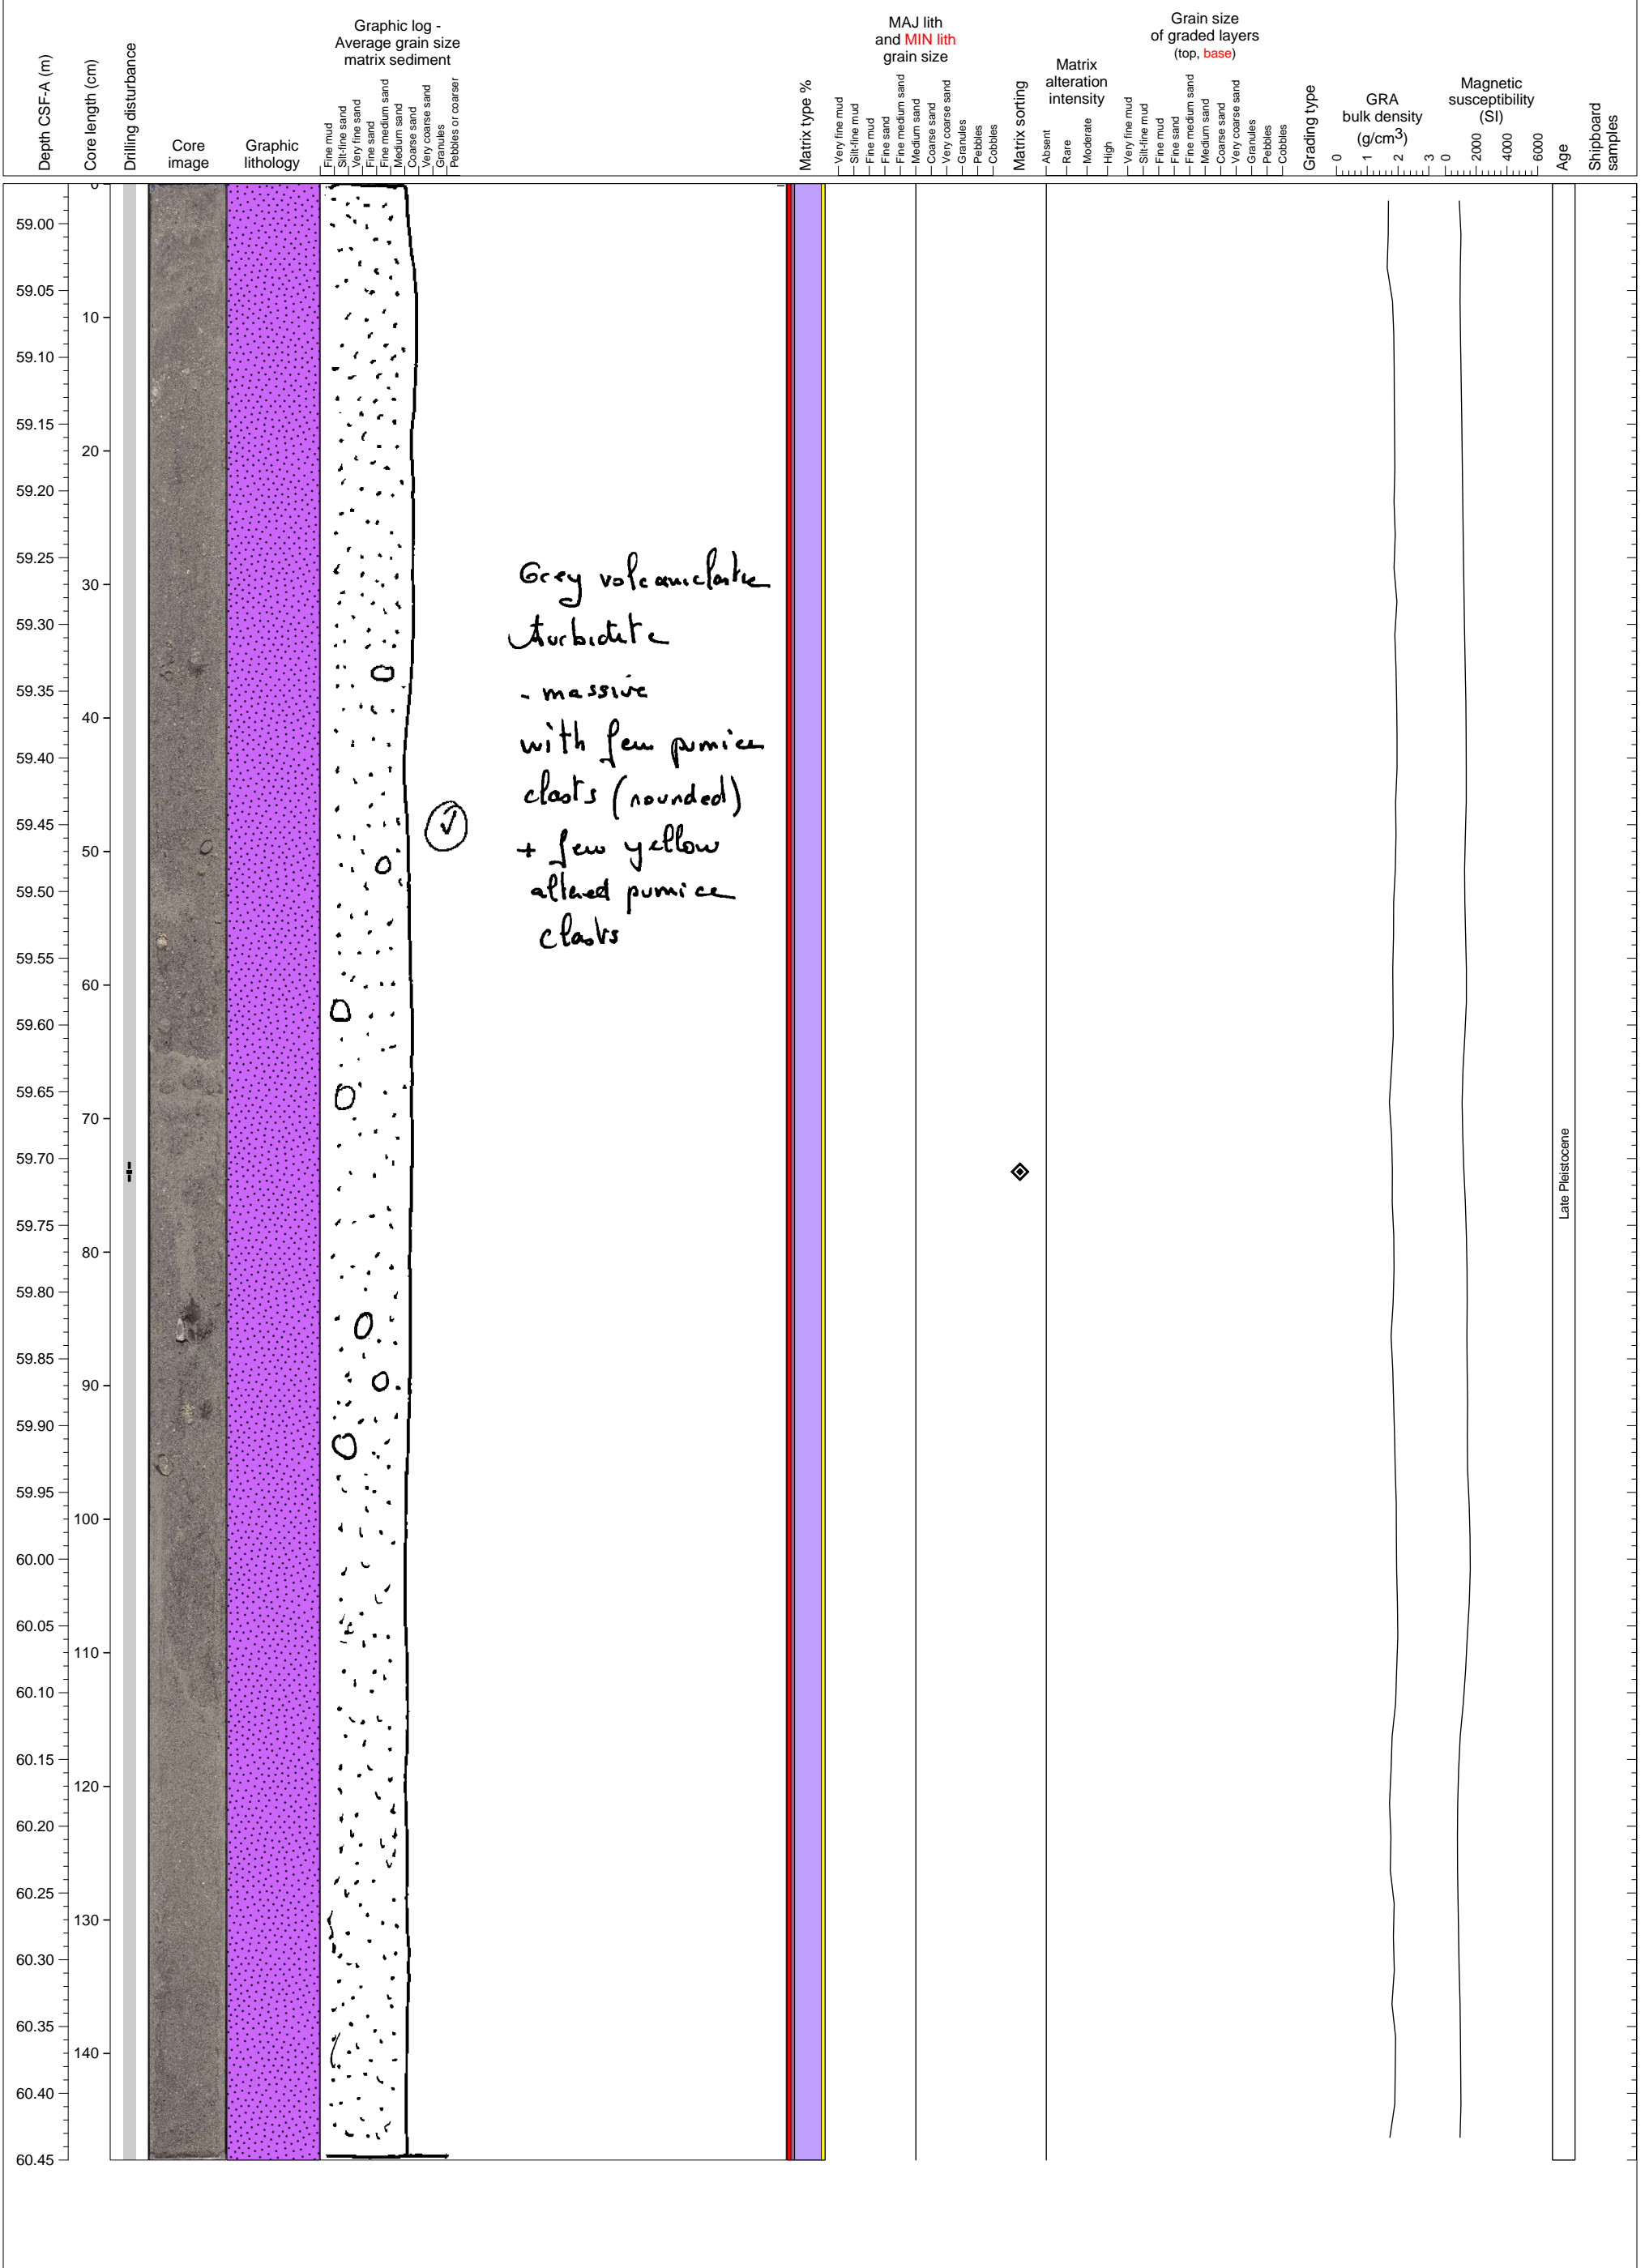 Depth CSF-A (m)
Core length (cm)
Drilling disturbance
Core
image
Graphic
lithology
Graphic log -
Average grain size
matrix sediment
Fine mud
Silt-fine sand
Very fine sand
Fine sand
Fine medium sand
Medium sand
Coarse sand
Very coarse sand
Granules
Pebbles or coarser
Matrix type %
MAJ lith
and MIN lith
grain size
Very fine mud
Silt-fine mud
Fine mud
Fine sand
Fine medium sand
Medium sand
Coarse sand
Very coarse sand
Granules
Pebbles
Cobbles
Matrix sorting
Matrix
alteration
intensity
Absent
Rare
Moderate
High
Grain size
of graded layers
(top, base)
Very fine mud
Silt-fine mud
Fine mud
Fine sand
Fine medium sand
Medium sand
Coarse sand
Very coarse sand
Granules
Pebbles
Cobbles
Grading type
GRA
bulk density
(g/cm3)
0 1 2 3
Magnetic
susceptibility
(SI)
0 2000 4000 6000
Age
Shipboard
samples
0
59.00
59.05
10
59.10
59.15
20
59.20
59.25
30
59.30
59.35
40
59.40
59.45
50
59.50
59.55
60
59.60
59.65
70
59.70
59.75
80
59.80
59.85
90
59.90
59.95
100
60.00
60.05
110
60.10
60.15
120
60.20
60.25
130
60.30
60.35
140
60.40
60.45
Grey volcaniclastic
turbidite
- massive
with few pumice
clasts (rounded)
+ few yellow
altered pumice
clasts
Late Pleistocene